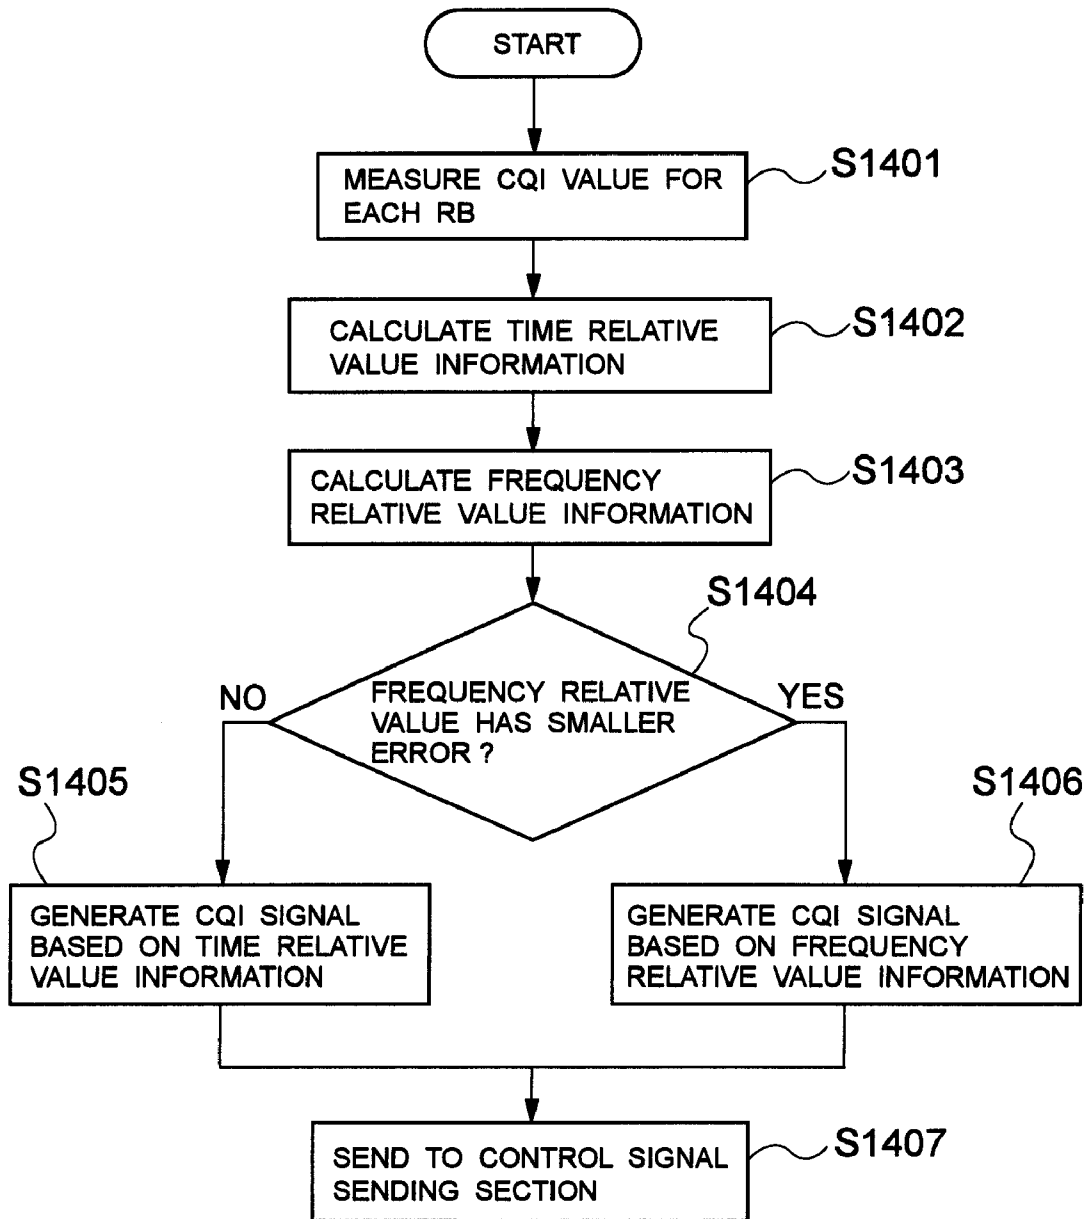 START
MEASURE CQI VALUE FOR
EACH RB
S1401
CALCULATE TIME RELATIVE
VALUE INFORMATION
S1402
CALCULATE FREQUENCY
RELATIVE VALUE INFORMATION
S1403
S1404
FREQUENCY RELATIVE
VALUE HAS SMALLER
ERROR ?
NO
YES
S1405
GENERATE CQI SIGNAL
BASED ON TIME RELATIVE
VALUE INFORMATION
S1406
GENERATE CQI SIGNAL
BASED ON FREQUENCY
RELATIVE VALUE INFORMATION
SEND TO CONTROL SIGNAL
SENDING SECTION
S1407